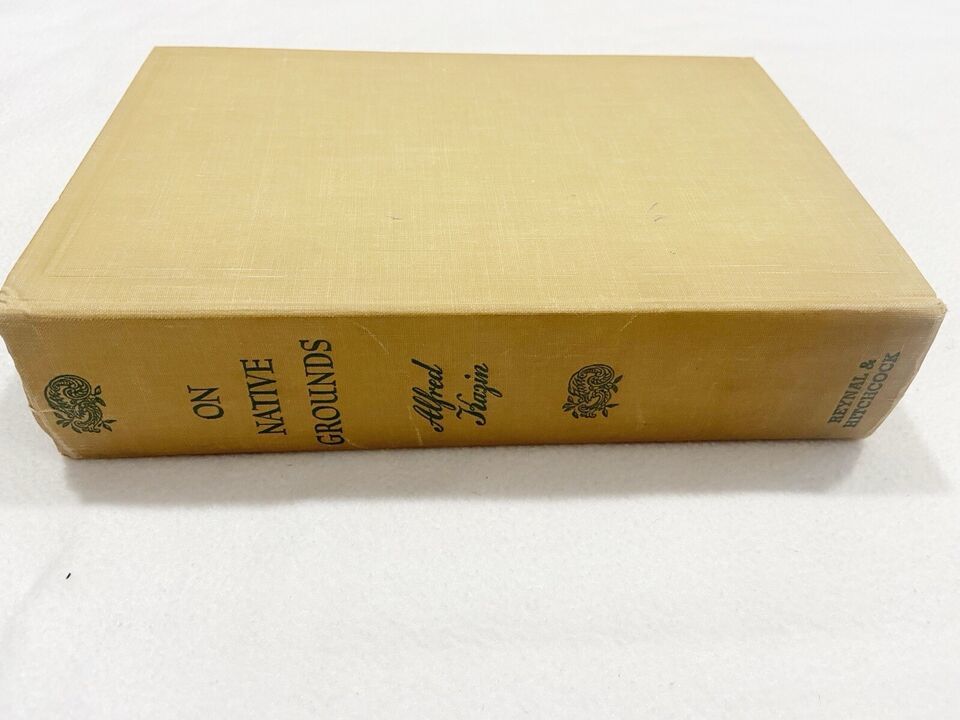 ON
NATIVE
GROUNDS
Alfred
Kazin
REYNAL &
HITCHCOCK